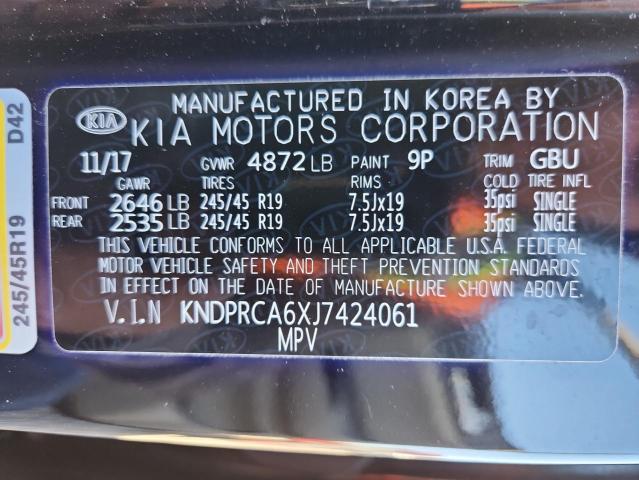 MANUFACTURED IN KOREA BY
KIA KIA MOTORS CORPORATION
11/17 GVWR 4872 LB PAINT 9P TRIM GBU
GAWR TIRES RIMS COLD TIRE INFL
FRONT 2646 LB 245/45 R19 7.5Jx19 35psi SINGLE
REAR 2535 LB 245/45 R19 7.5Jx19 35psi SINGLE
THIS VEHICLE CONFORMS TO ALL APPLICABLE U.S.A. FEDERAL
MOTOR VEHICLE SAFETY AND THEFT PREVENTION STANDARDS
IN EFFECT ON THE DATE OF MANUFACTURE SHOWN ABOVE.
V.I.N KNDPRCA6XJ7424061
MPV
245/45R19 D42